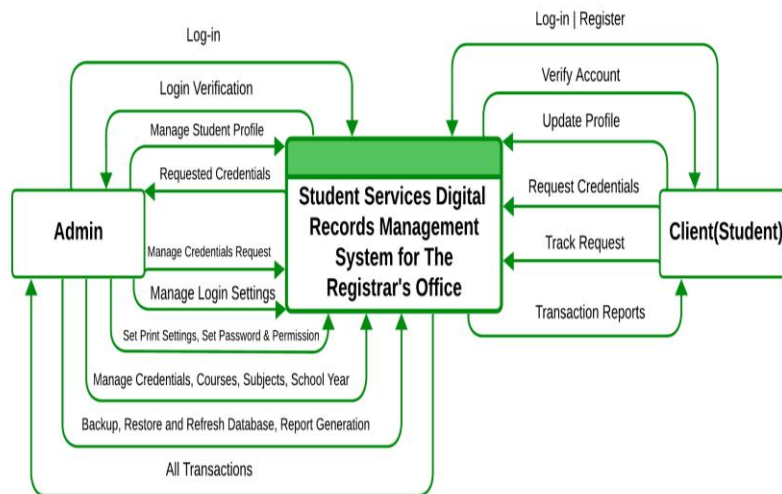 Log-in
Login Verification
Manage Student Profile
Requested Credentials
Admin
Manage Credentials Request
Manage Login Settings
Set Print Settings, Set Password & Permission
Manage Credentials, Courses, Subjects, School Year
Backup, Restore and Refresh Database, Report Generation
All Transactions
Student Services Digital
Records Management
System for The
Registrar's Office
Log-in | Register
Verify Account
Update Profile
Request Credentials
Client(Student)
Track Request
Transaction Reports